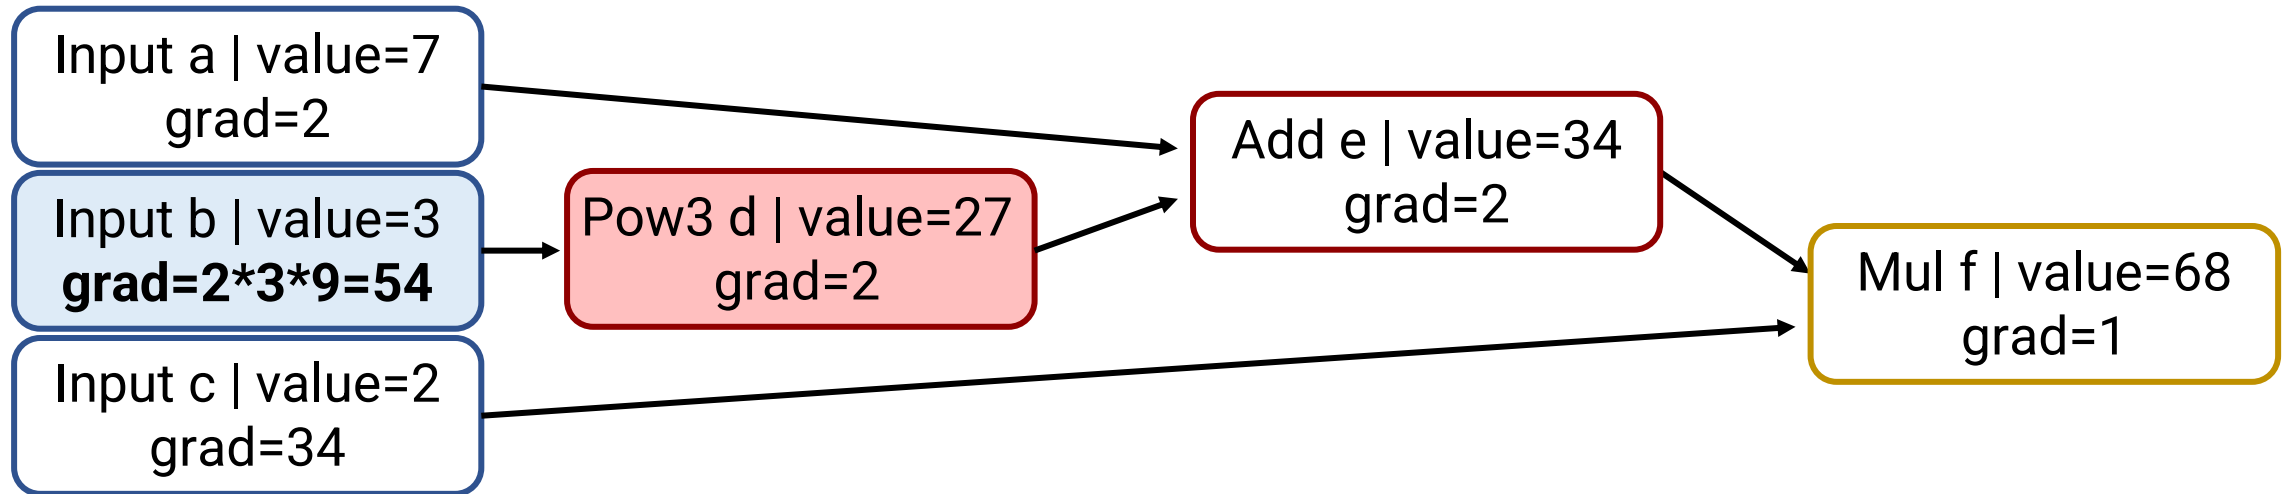 Input a | value=7
grad=2
Input b | value=3
grad=2*3*9=54
Input c | value=2
grad=34
Pow3 d | value=27
grad=2
Add e | value=34
grad=2
Mul f | value=68
grad=1